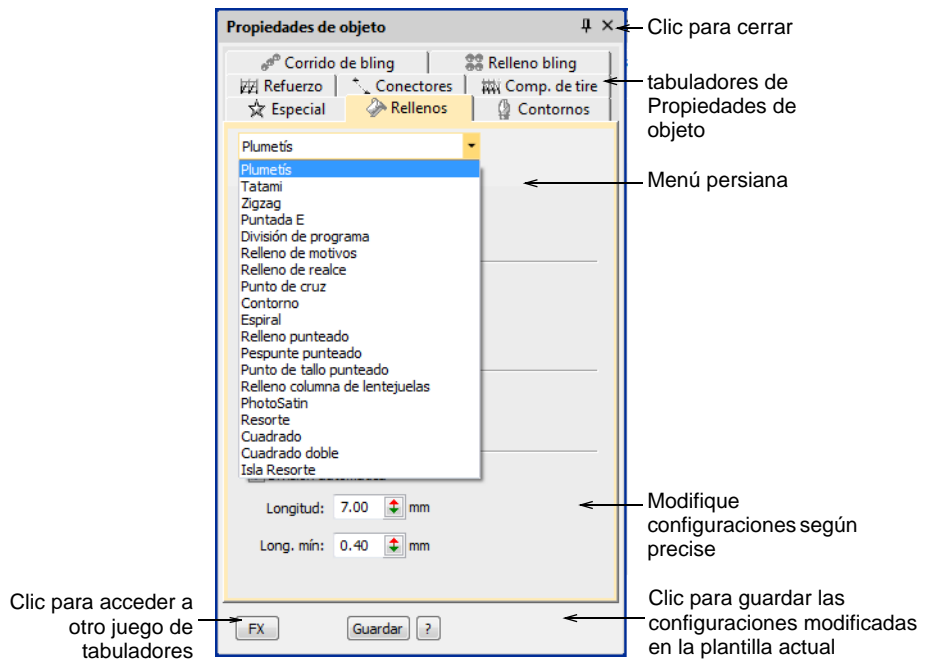 Propiedades de objeto
Clic para cerrar
Corrido de bling
Relleno bling
Refuerzo
Conectores
Comp. de tire
Especial
Rellenos
Contornos
tabuladores de
Propiedades de
objeto
Plumetís
Plumetís
Tatami
Zigzag
Puntada E
División de programa
Relleno de motivos
Relleno de realce
Punto de cruz
Contorno
Espiral
Relleno punteado
Pespunte punteado
Punto de tallo punteado
Relleno columna de lentejuelas
PhotoSatin
Resorte
Cuadrado
Cuadrado doble
Isla Resorte
Menú persiana
División automática
Longitud: 7.00 mm
Long. mín: 0.40 mm
Modifique
configuraciones según
precise
Clic para acceder a
otro juego de
tabuladores
FX
Guardar
?
Clic para guardar las
configuraciones modificadas
en la plantilla actual